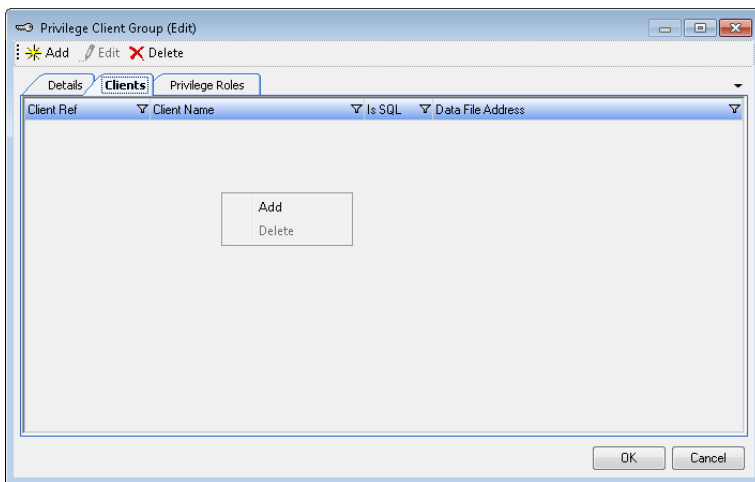 Privilege Client Group (Edit)
Add Edit Delete
Details Clients Privilege Roles
Client Ref Client Name Is SQL Data File Address
Add
Delete
OK Cancel